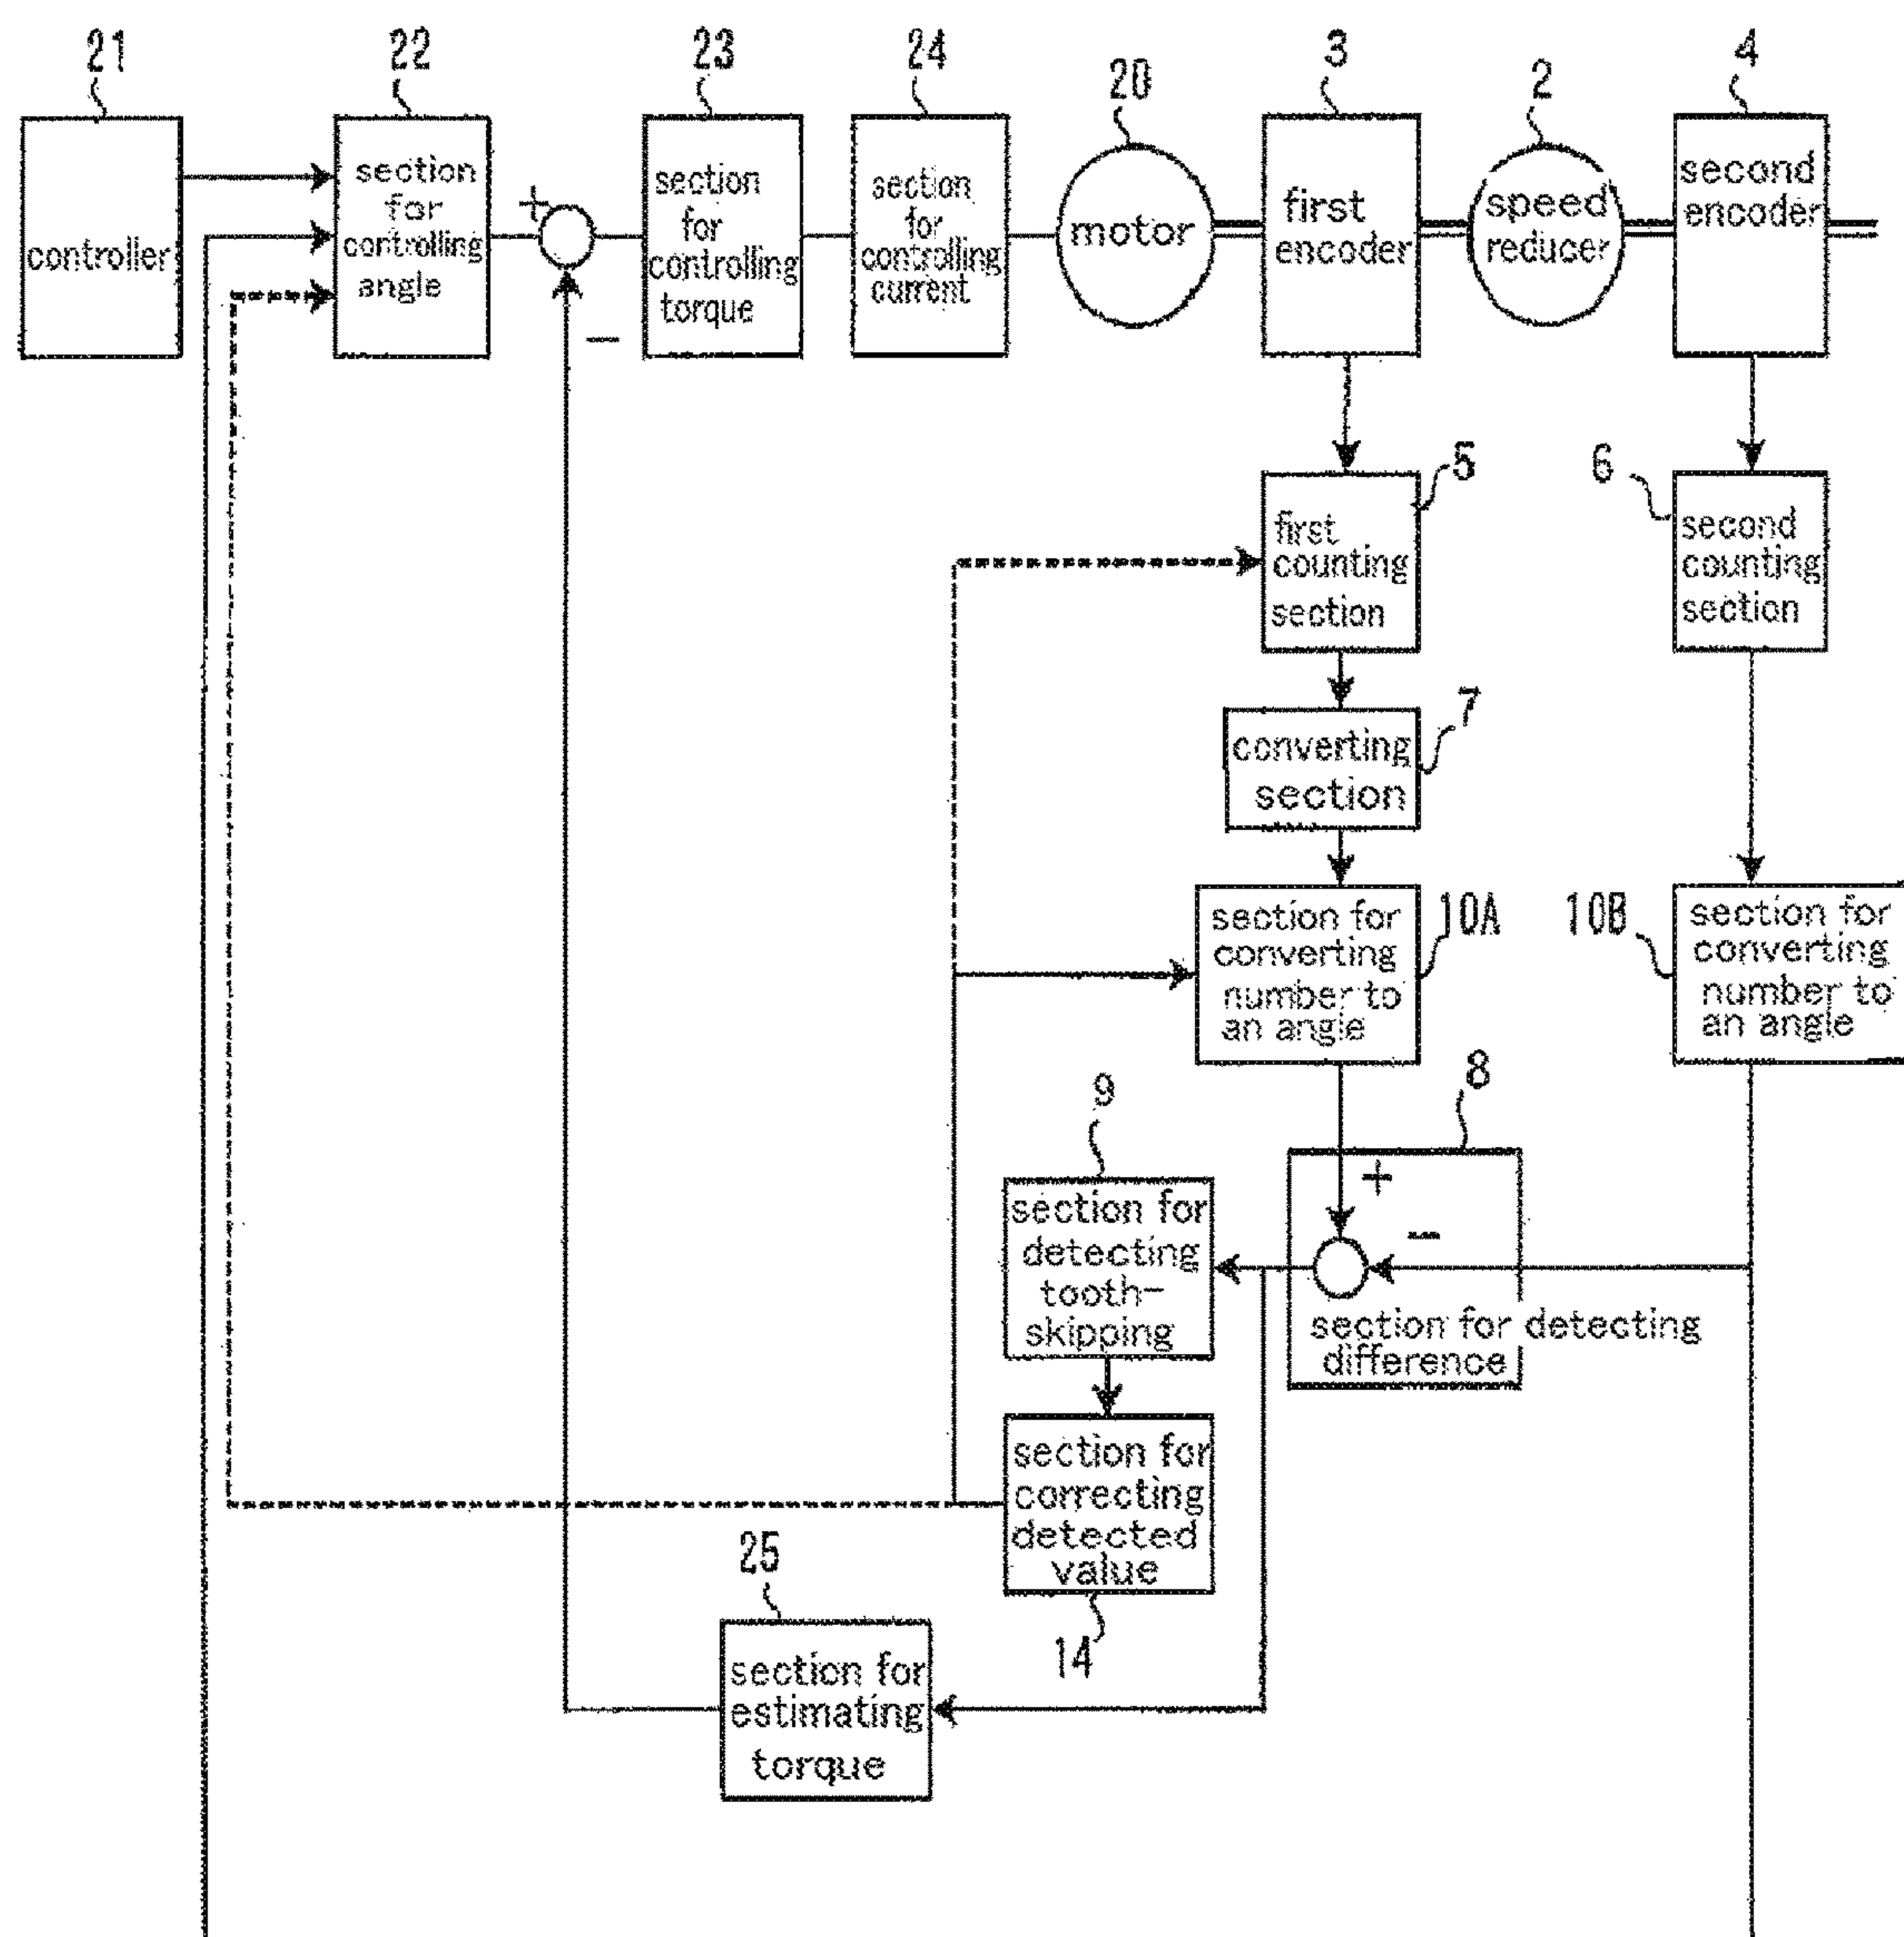 21
22
23
24
20
3
2
4
controller
section
for
controlling
angle
+
−
section
for
controlling
torque
section
for
controlling
current
motor
first
encoder
speed
reducer
second
encoder
5
first
counting
section
6
second
counting
section
7
converting
section
10A
section for
converting
number to
an angle
10B
section for
converting
number to
an angle
8
+
−
section for detecting
difference
9
section for
detecting
tooth-
skipping
section for
correcting
detected
value
14
25
section for
estimating
torque